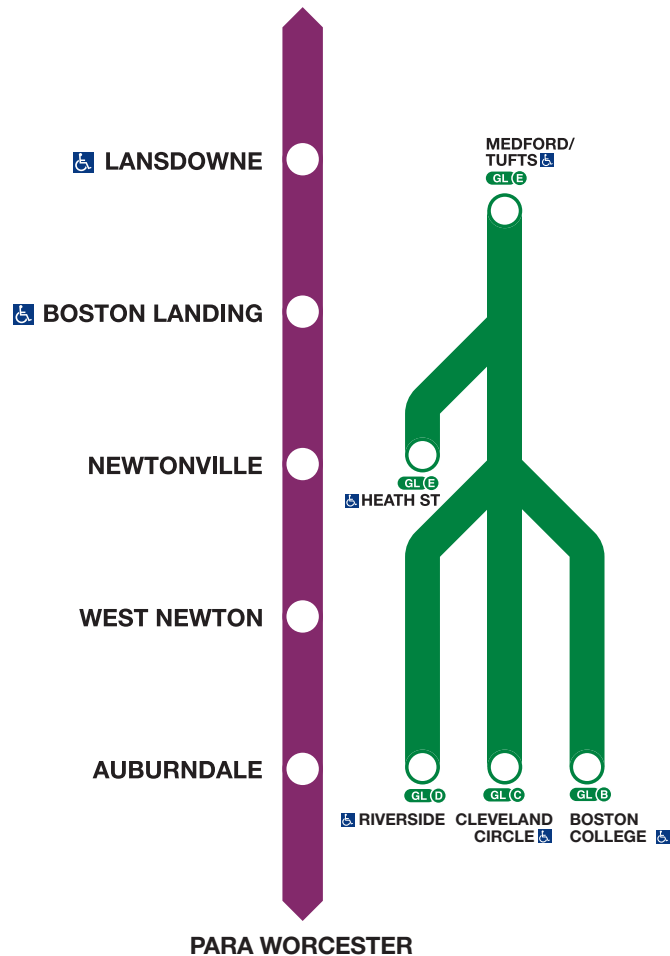 LANSDOWNE
BOSTON LANDING
NEWTONVILLE
WEST NEWTON
AUBURNDALE
PARA WORCESTER
MEDFORD/
TUFTS
GL E
GL E
HEATH ST
GL D
RIVERSIDE
GL C
CLEVELAND
CIRCLE
GL B
BOSTON
COLLEGE